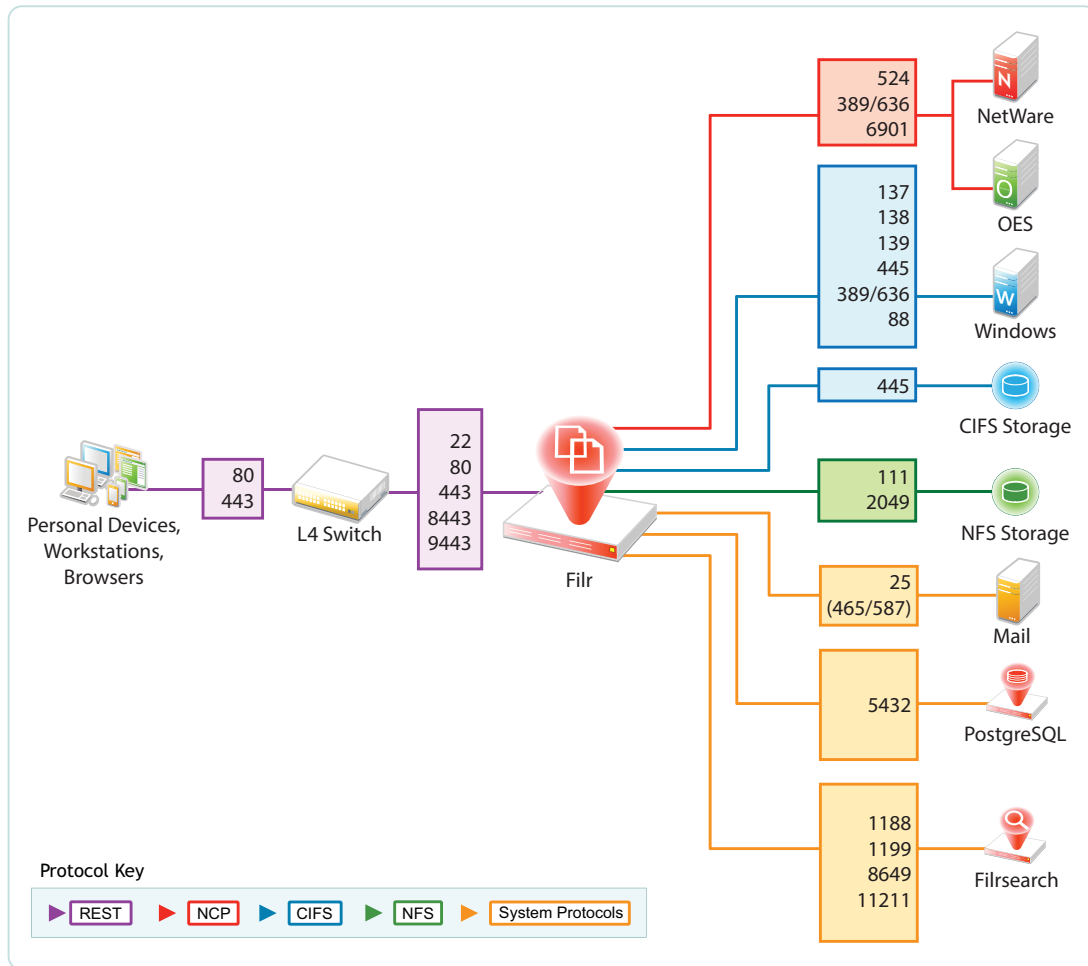 524
389/636
6901
N
NetWare
O
OES
137
138
139
445
389/636
88
W
Windows
445
CIFS Storage
111
2049
NFS Storage
80
443
Personal Devices,
Workstations,
Browsers
L4 Switch
22
80
443
8443
9443
Filr
25
(465/587)
Mail
5432
PostgreSQL
1188
1199
8649
11211
Filrsearch
Protocol Key
REST
NCP
CIFS
NFS
System Protocols